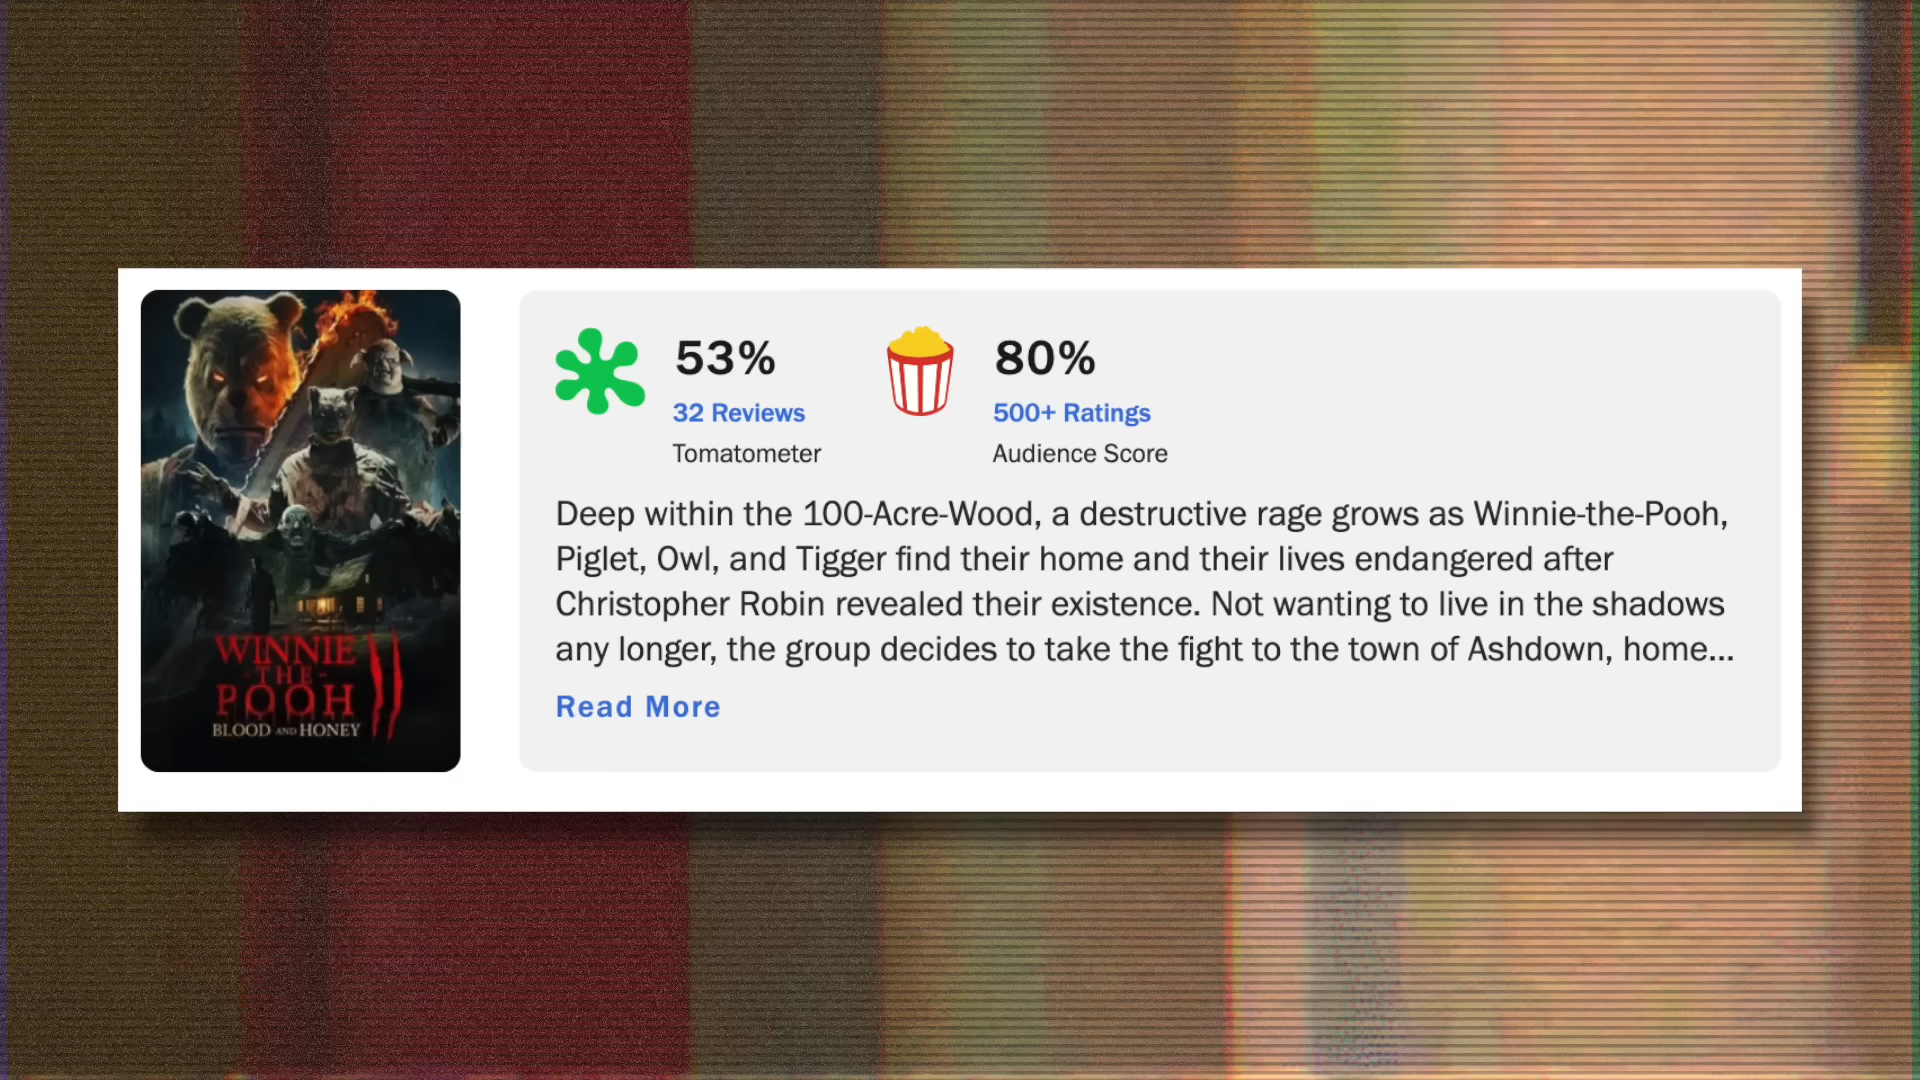 WINNIE
-THE-
POOH
II
BLOOD AND HONEY
53%
32 Reviews
Tomatometer
80%
500+ Ratings
Audience Score
Deep within the 100-Acre-Wood, a destructive rage grows as Winnie-the-Pooh,
Piglet, Owl, and Tigger find their home and their lives endangered after
Christopher Robin revealed their existence. Not wanting to live in the shadows
any longer, the group decides to take the fight to the town of Ashdown, home...
Read More